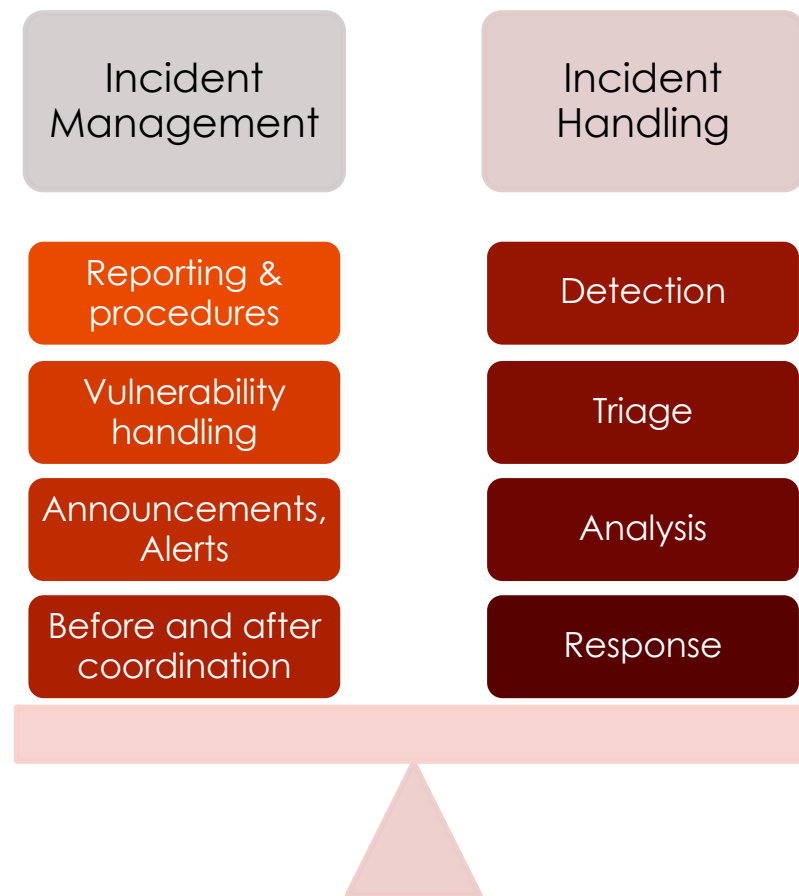 Incident
Management
Incident
Handling
Reporting &
procedures
Detection
Vulnerability
handling
Triage
Announcements,
Alerts
Analysis
Before and after
coordination
Response